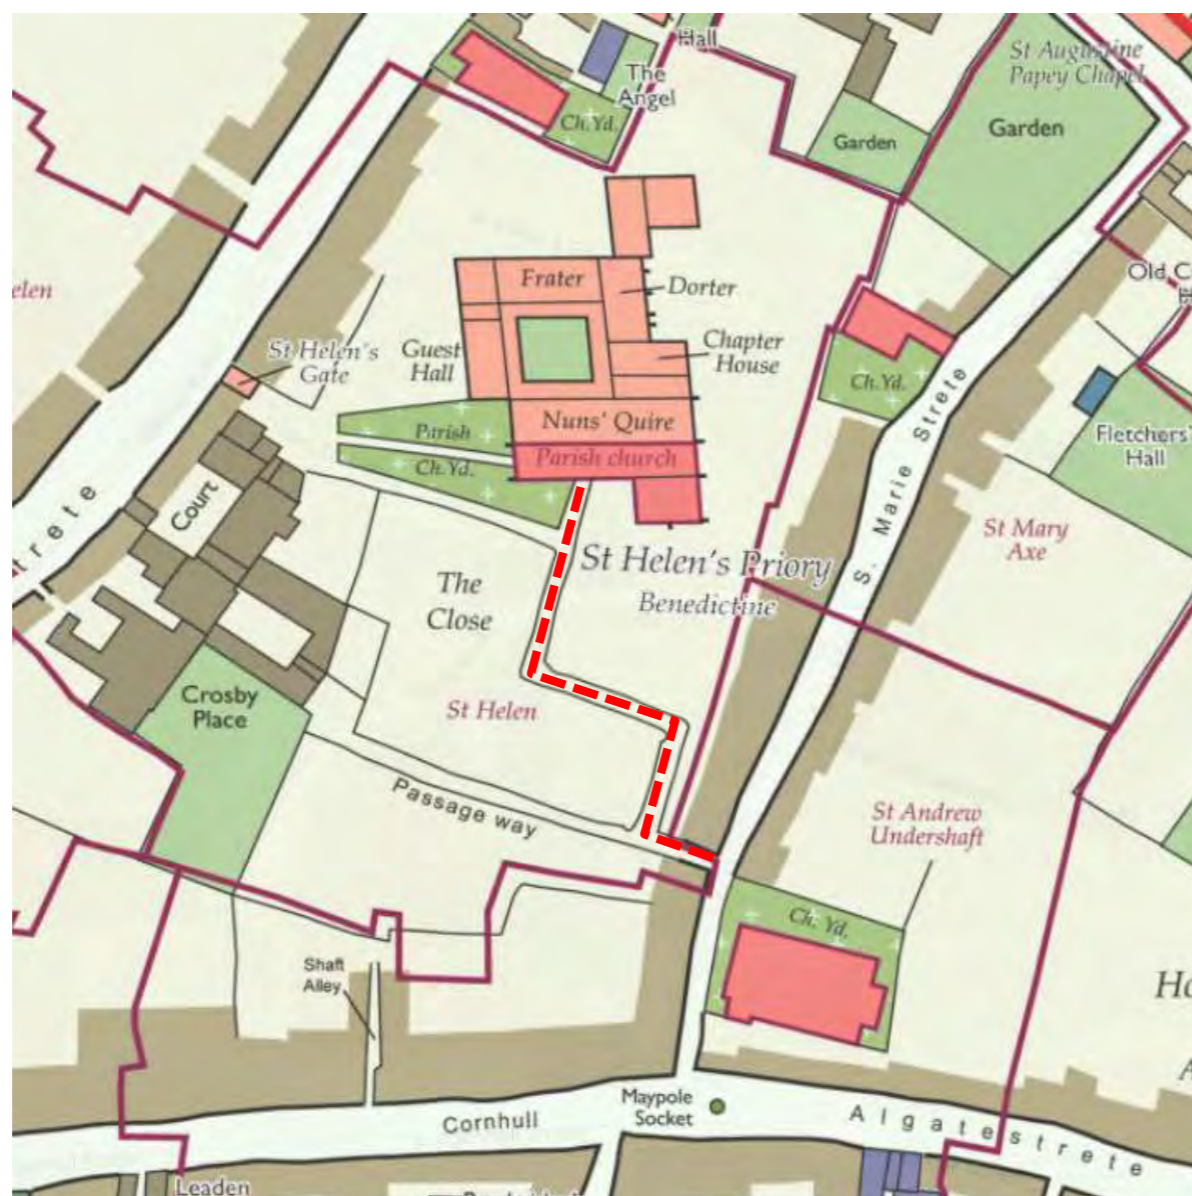 Hall
St Augustine
Papey Chapel
The
Angel
Ch.Yd.
Garden
Garden
elen
Frater
Dorter
Old C
St Helen's
Gate
Guest
Hall
Chapter
House
Ch.Yd.
S. Marie Strete
Parish
Ch.Yd.
Nuns' Quire
Parish church
Fletchers'
Hall
Court
trete
St Mary
Axe
St Helen's Priory
Benedictine
The
Close
Crosby
Place
St Helen
Passage way
St Andrew
Undershaft
Ch. Yd.
Shaft
Alley
Ho
A
Maypole
Socket
Cornhull
Algatestrete
Leaden